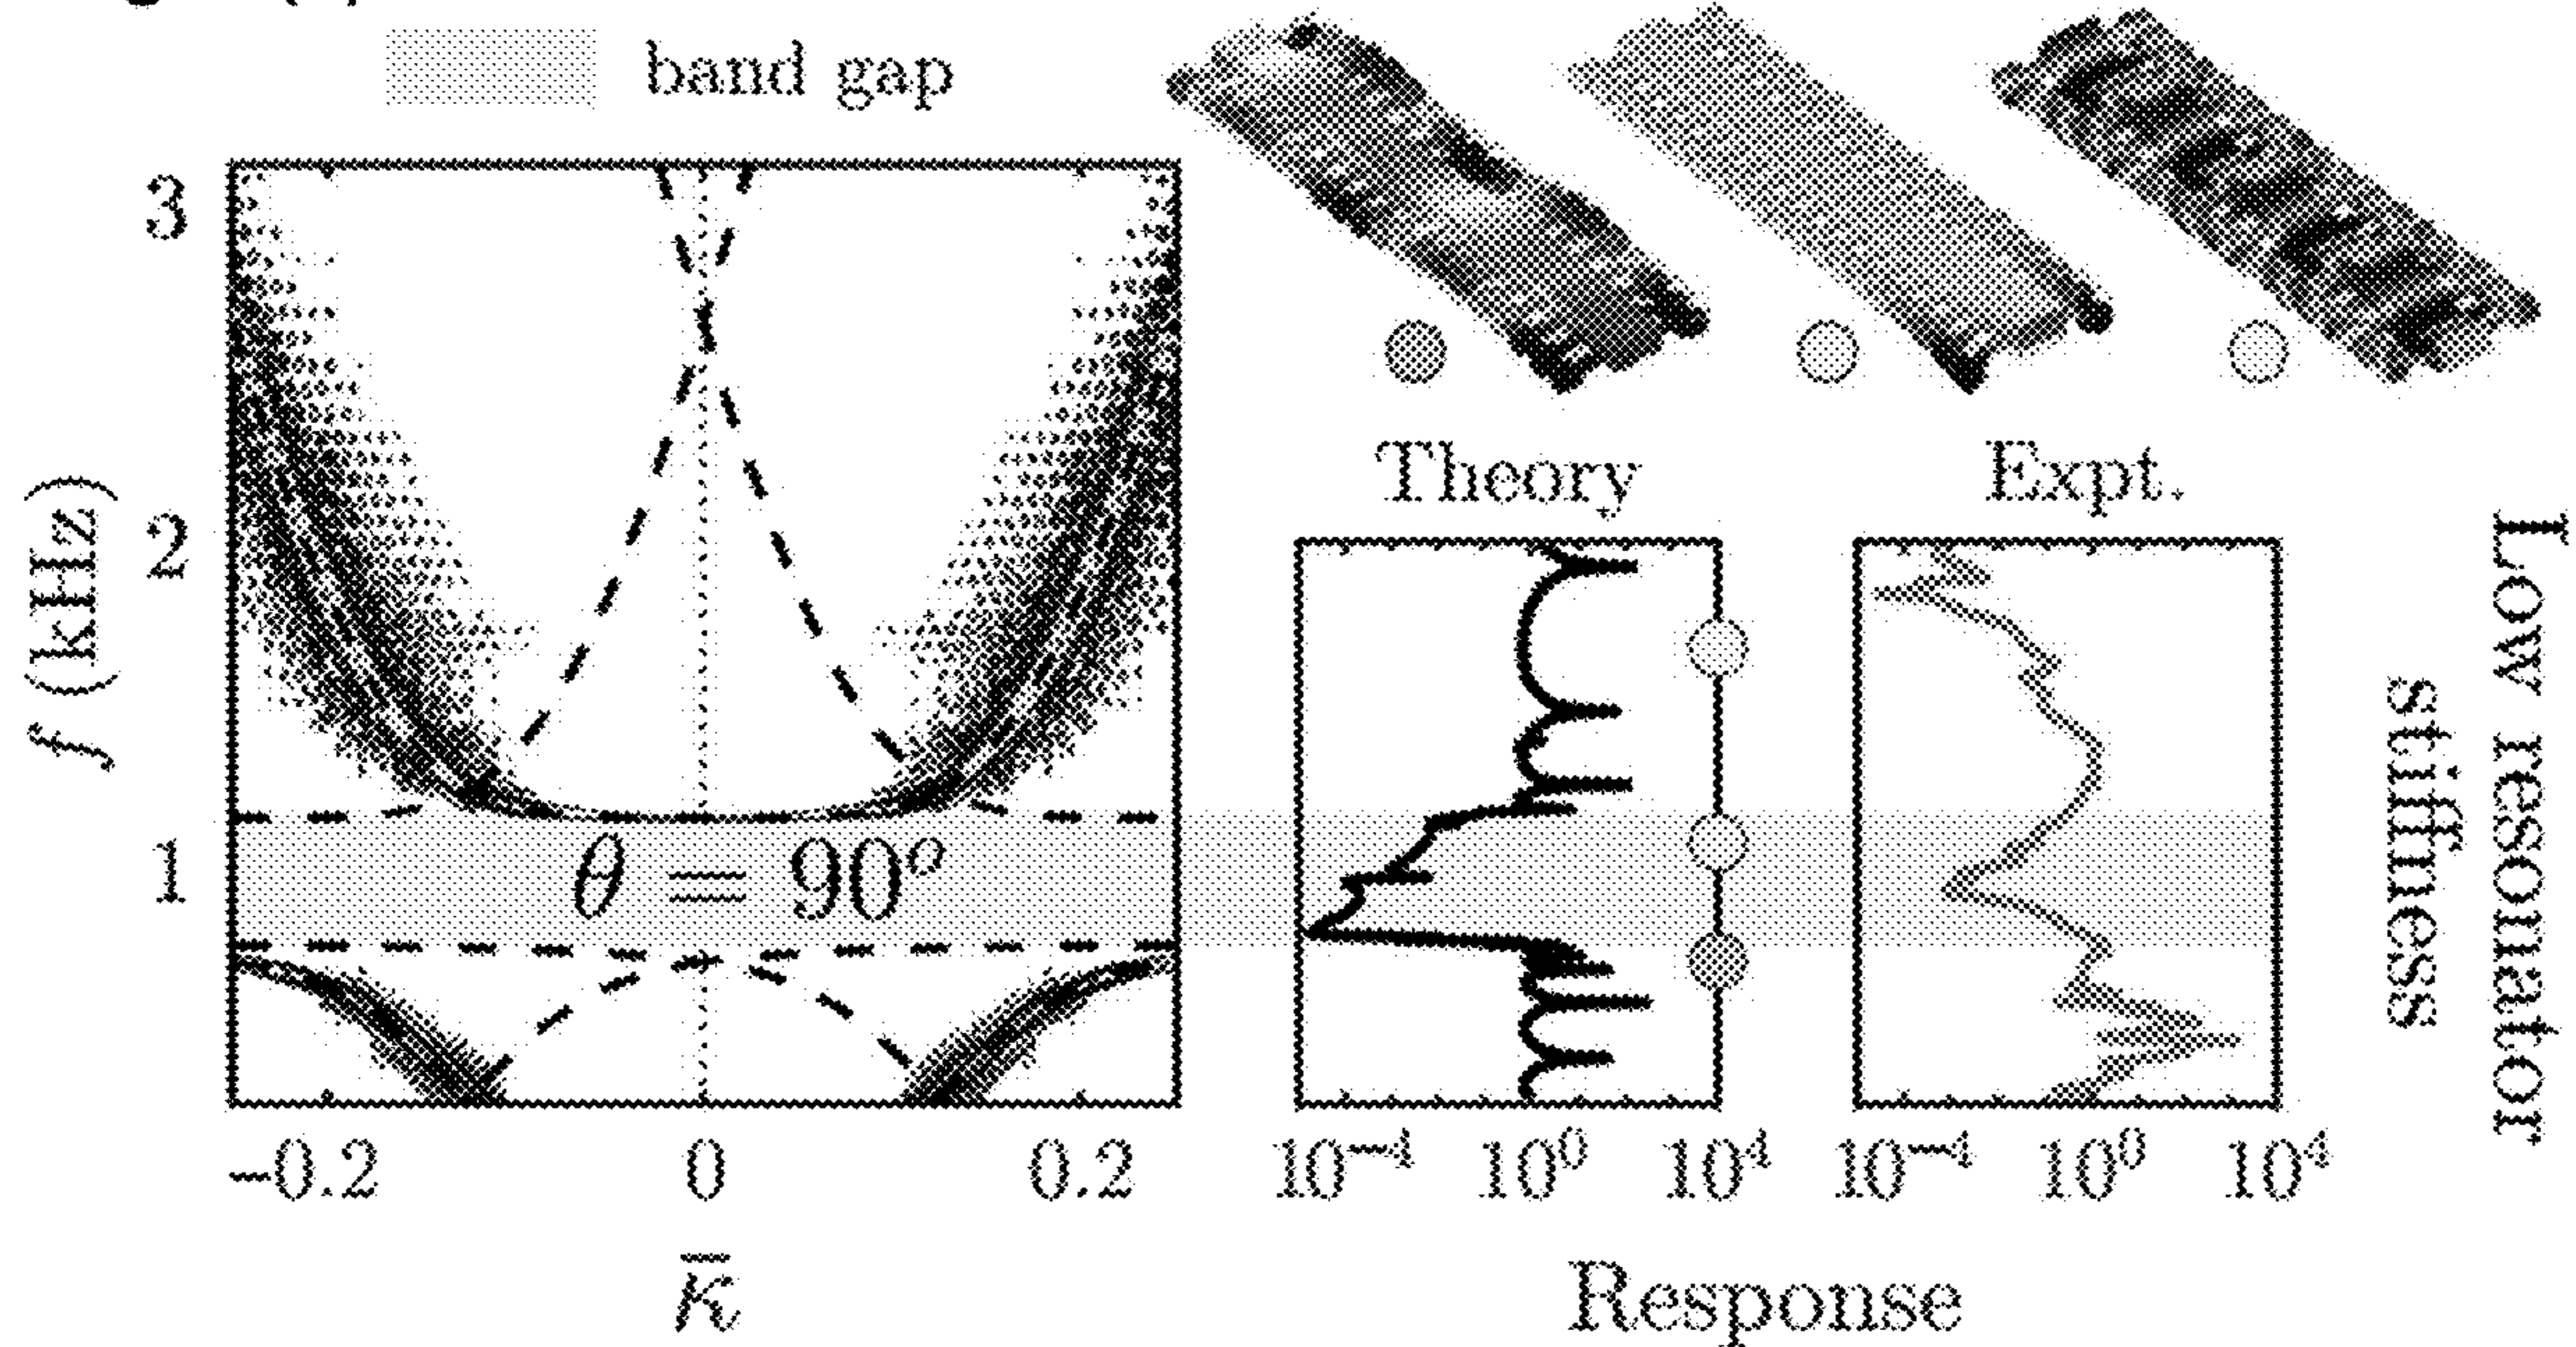 band gap
3
2
1
f (kHz)
θ = 90°
−0.2 0 0.2
κ̄
Theory
Expt.
10⁻⁴ 10⁰ 10⁴
10⁻⁴ 10⁰ 10⁴
Response
Low resonator
stiffness